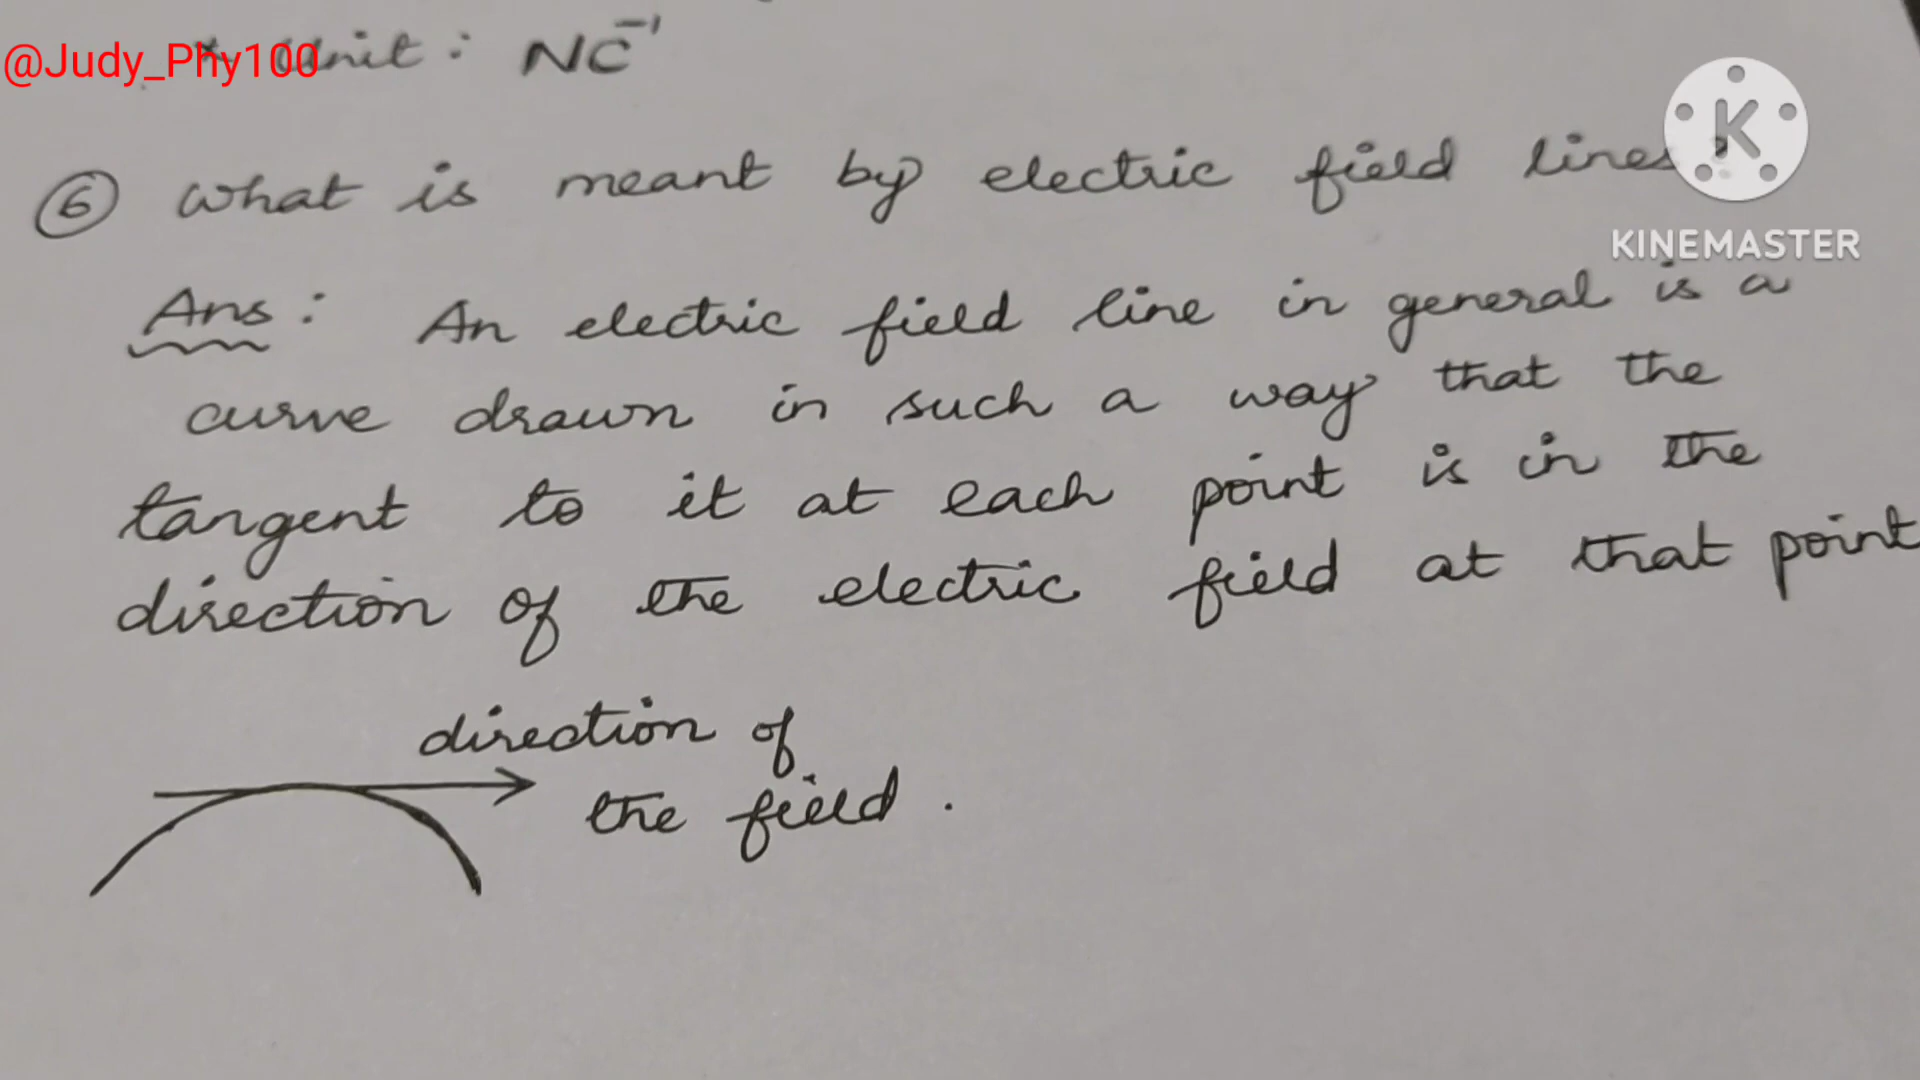 * Unit : NC⁻¹
@Judy_Phy100
⑥ What is meant by electric field lines?
K
KINEMASTER
Ans : An electric field line in general is a
curve drawn in such a way that the
tangent to it at each point is in the
direction of the electric field at that point
direction of
the field .